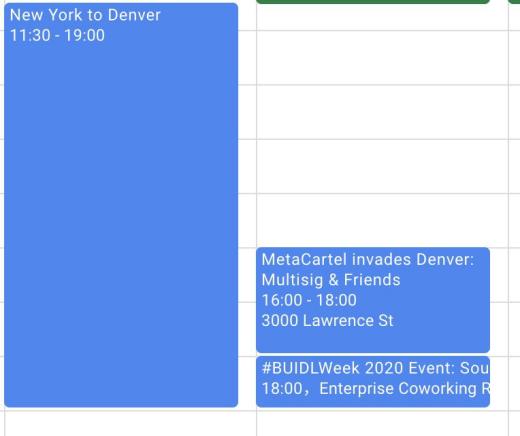 New York to Denver
11:30 - 19:00
MetaCartel invades Denver:
Multisig & Friends
16:00 - 18:00
3000 Lawrence St
#BUIDLWeek 2020 Event: Sou
18:00, Enterprise Coworking R